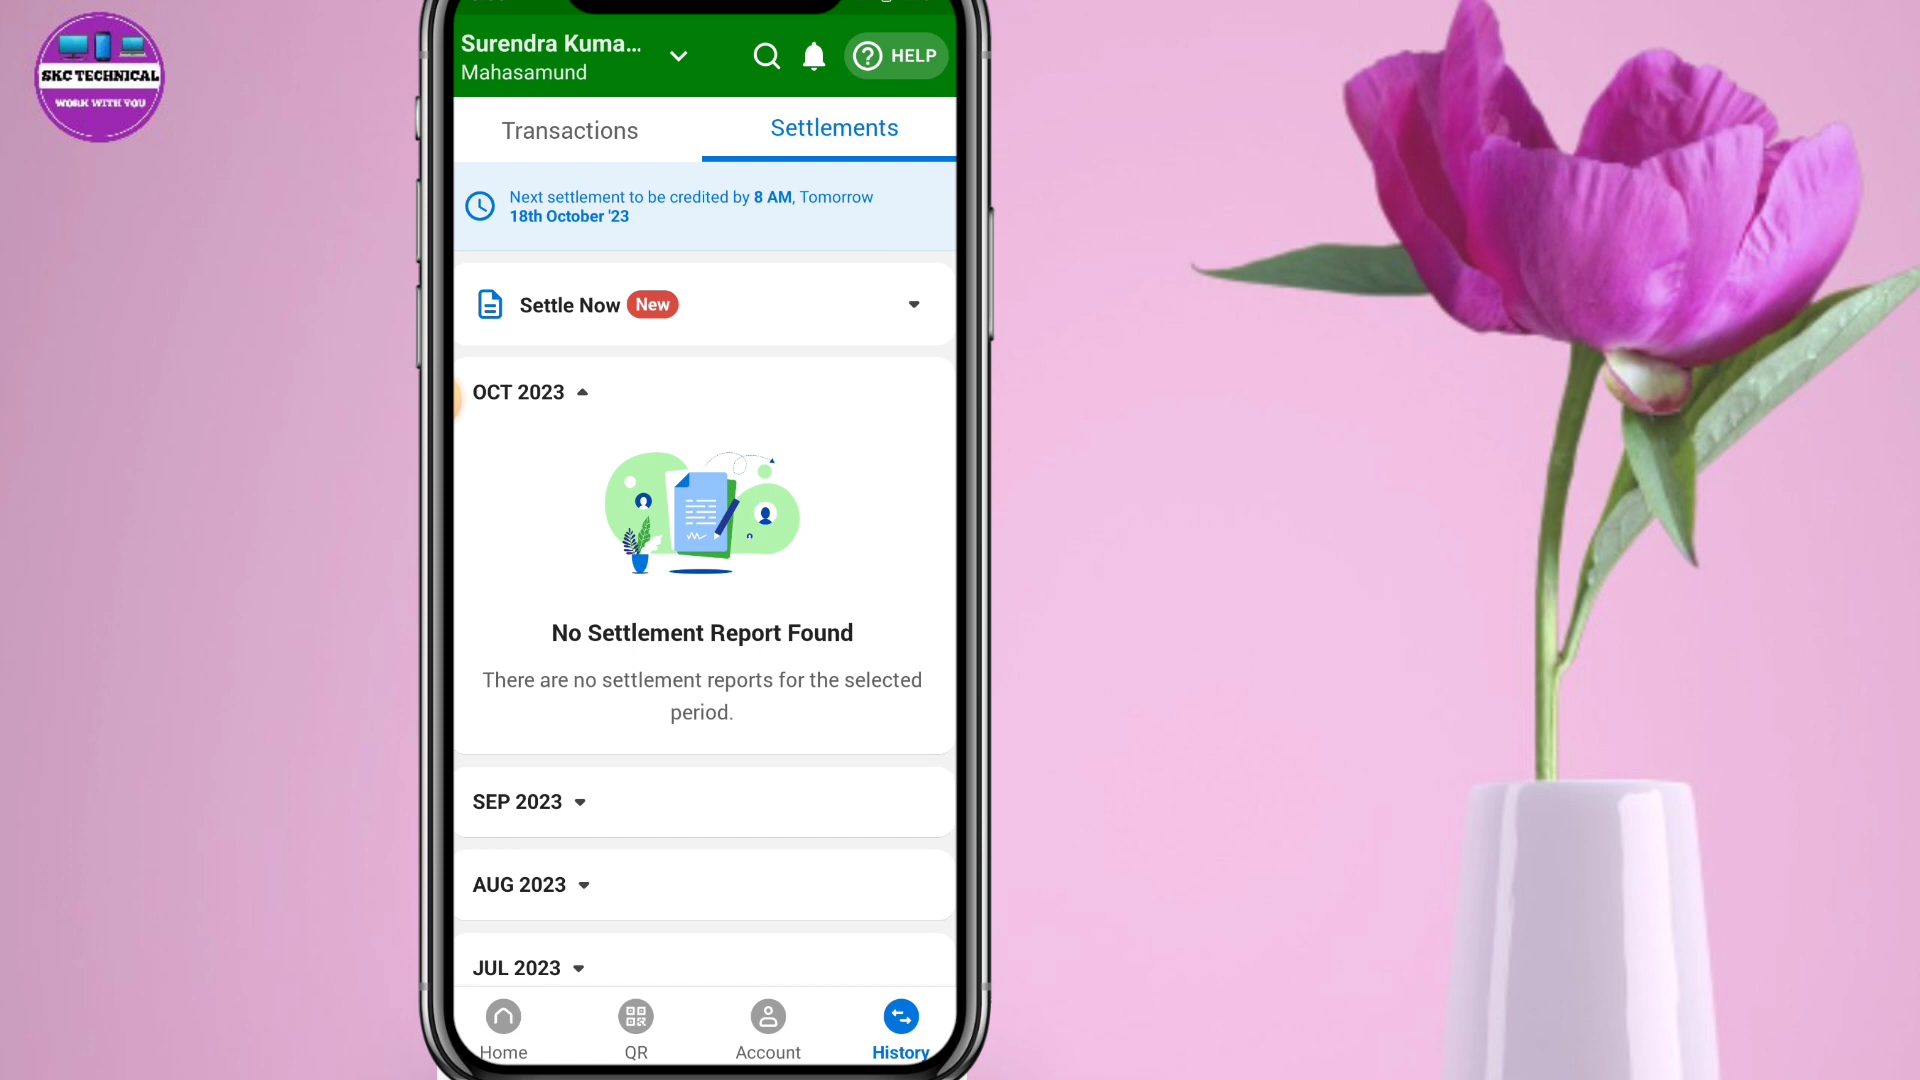 SKC TECHNICAL
WORK WITH YOU
Surendra Kuma...
Mahasamund
HELP
Transactions
Settlements
Next settlement to be credited by 8 AM, Tomorrow
18th October '23
Settle Now New
OCT 2023
No Settlement Report Found
There are no settlement reports for the selected
period.
SEP 2023
AUG 2023
JUL 2023
Home
QR
Account
History